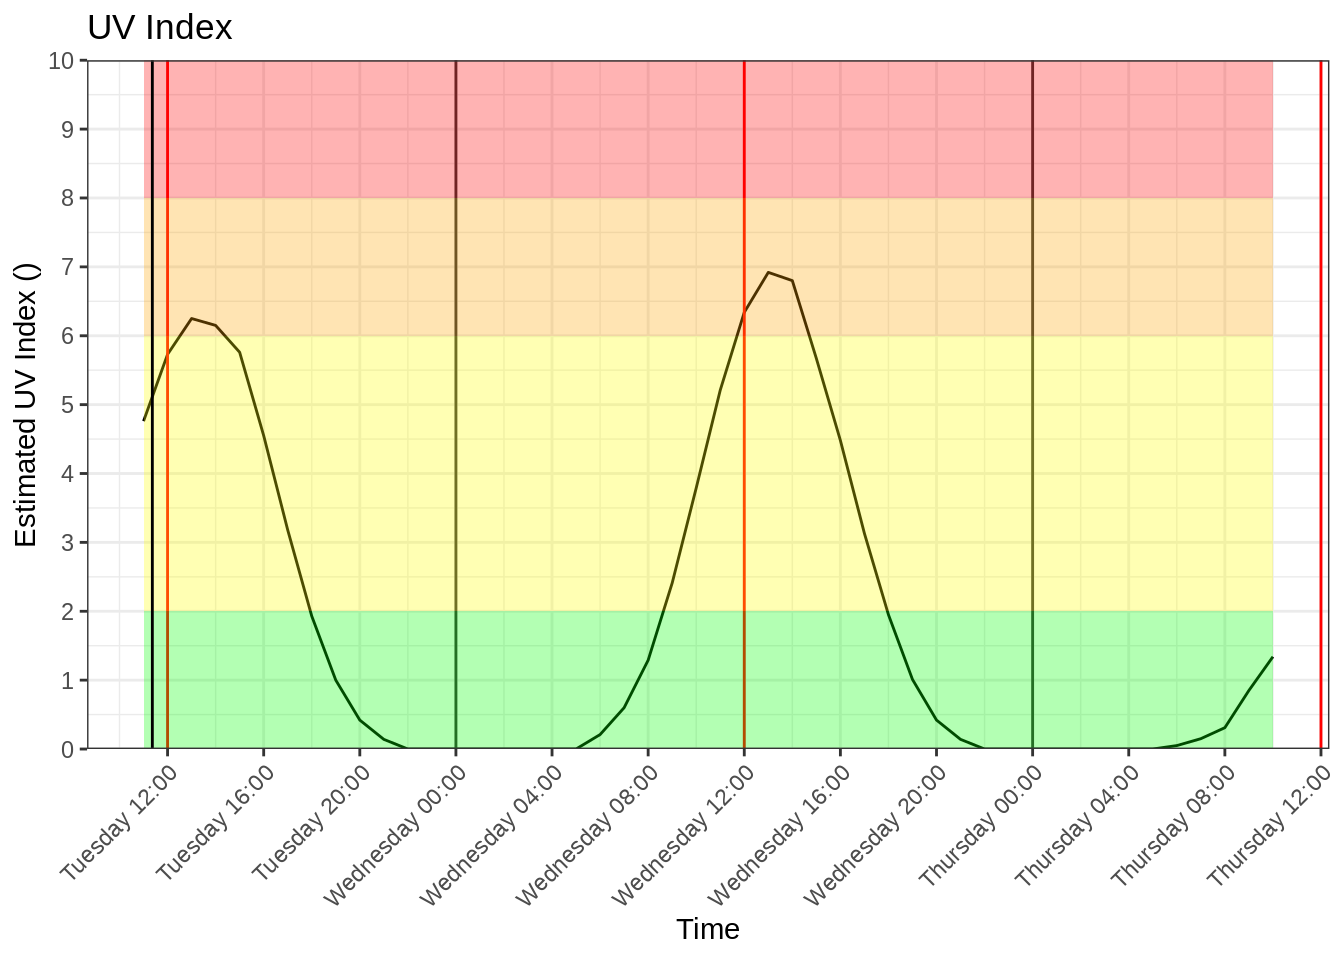 UV Index
Estimated UV Index ()
10
9
8
7
6
5
4
3
2
1
0
Tuesday 12:00
Tuesday 16:00
Tuesday 20:00
Wednesday 00:00
Wednesday 04:00
Wednesday 08:00
Wednesday 12:00
Wednesday 16:00
Wednesday 20:00
Thursday 00:00
Thursday 04:00
Thursday 08:00
Thursday 12:00
Time